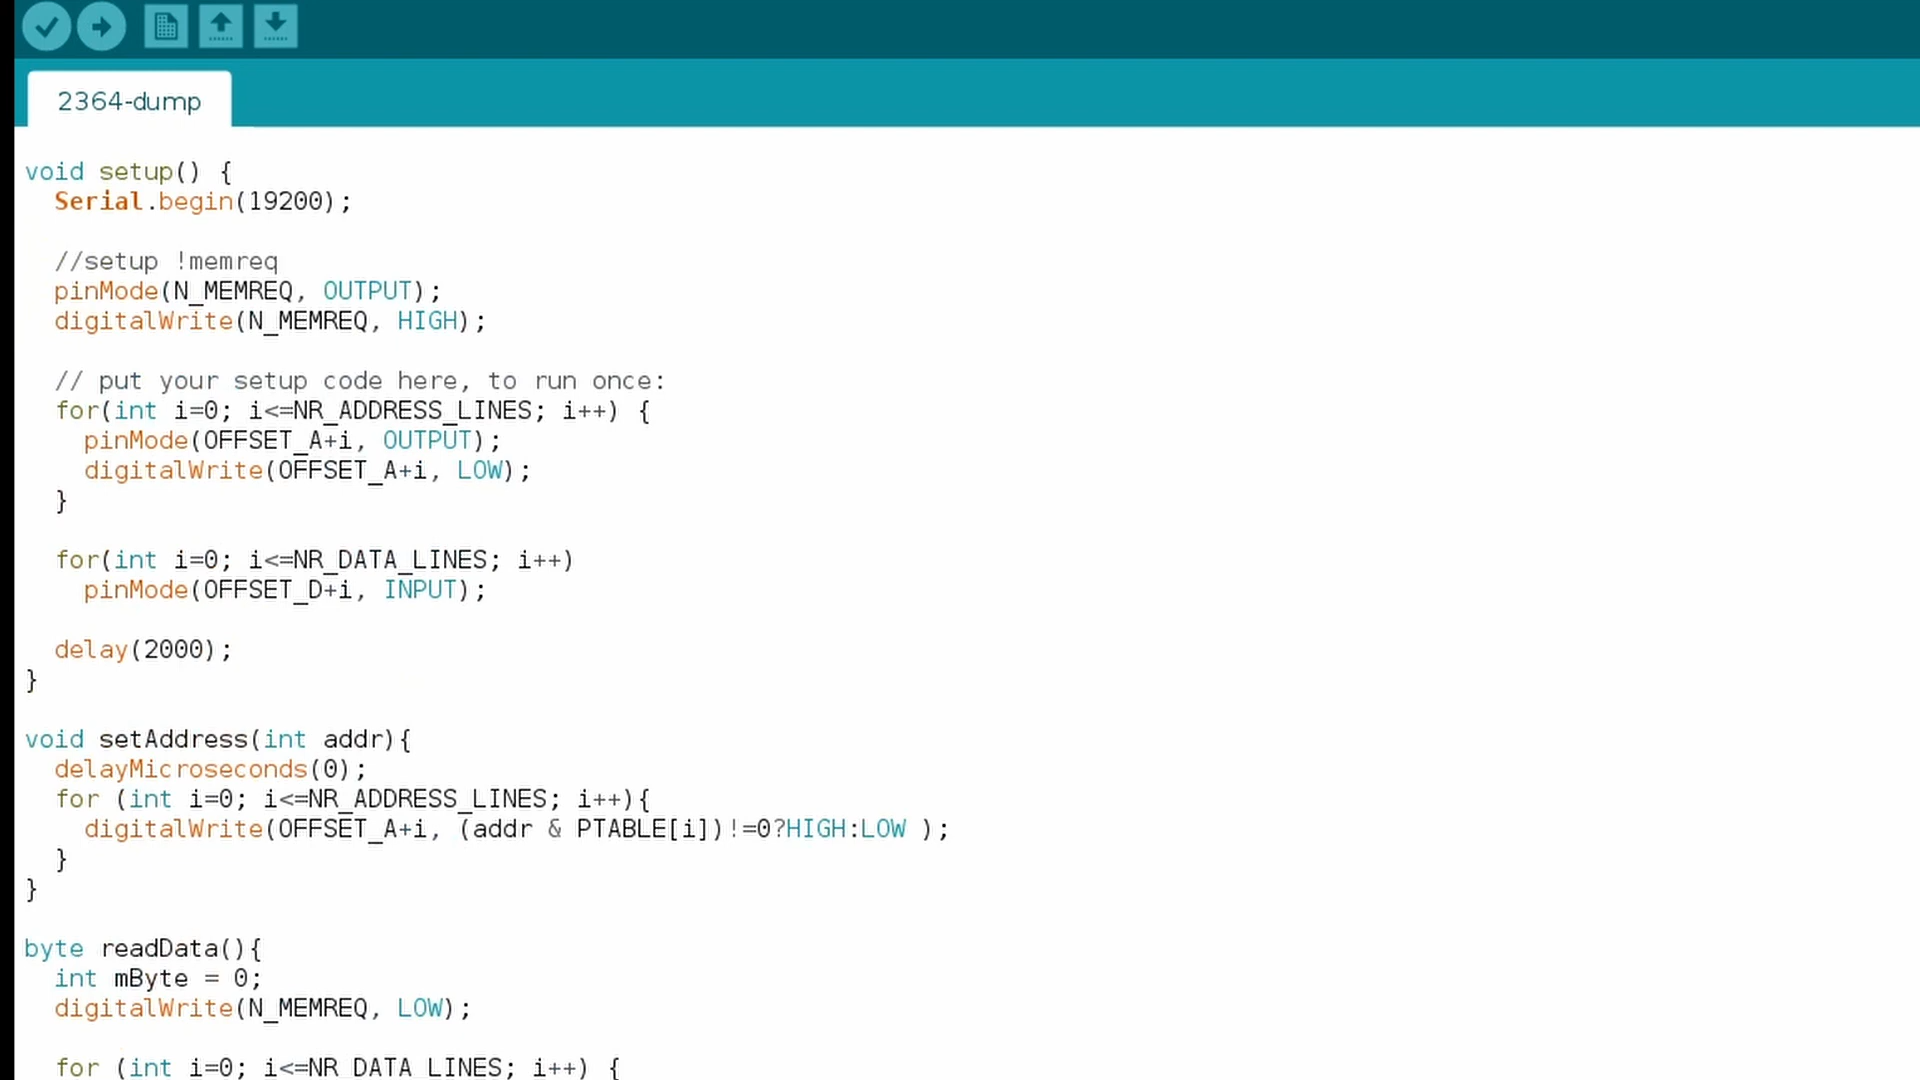 2364-dump
void setup() {
  Serial.begin(19200);
  //setup !memreq
  pinMode(N_MEMREQ, OUTPUT);
  digitalWrite(N_MEMREQ, HIGH);
  // put your setup code here, to run once:
  for(int i=0; i<=NR_ADDRESS_LINES; i++) {
    pinMode(OFFSET_A+i, OUTPUT);
    digitalWrite(OFFSET_A+i, LOW);
  }
  for(int i=0; i<=NR_DATA_LINES; i++)
    pinMode(OFFSET_D+i, INPUT);
  delay(2000);
}
void setAddress(int addr){
  delayMicroseconds(0);
  for (int i=0; i<=NR_ADDRESS_LINES; i++){
    digitalWrite(OFFSET_A+i, (addr & PTABLE[i])!=0?HIGH:LOW );
  }
}
byte readData(){
  int mByte = 0;
  digitalWrite(N_MEMREQ, LOW);
  for (int i=0; i<=NR_DATA_LINES; i++) {